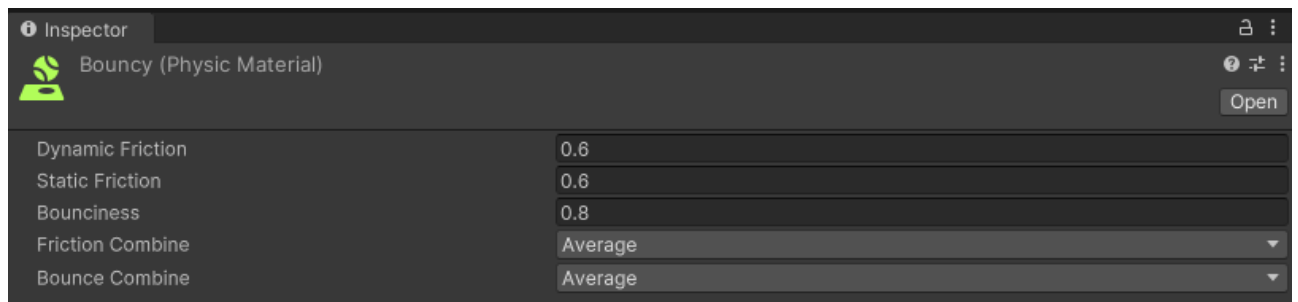 Inspector
Bouncy (Physic Material)
Open
Dynamic Friction 0.6
Static Friction 0.6
Bounciness 0.8
Friction Combine Average
Bounce Combine Average